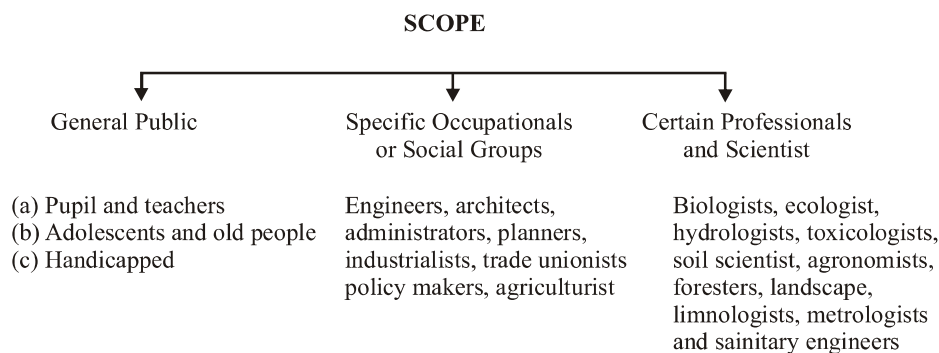 SCOPE
General Public
Specific Occupationals
or Social Groups
Certain Professionals
and Scientist
(a) Pupil and teachers
(b) Adolescents and old people
(c) Handicapped
Engineers, architects,
administrators, planners,
industrialists, trade unionists
policy makers, agriculturist
Biologists, ecologist,
hydrologists, toxicologists,
soil scientist, agronomists,
foresters, landscape,
limnologists, metrologists
and sainitary engineers